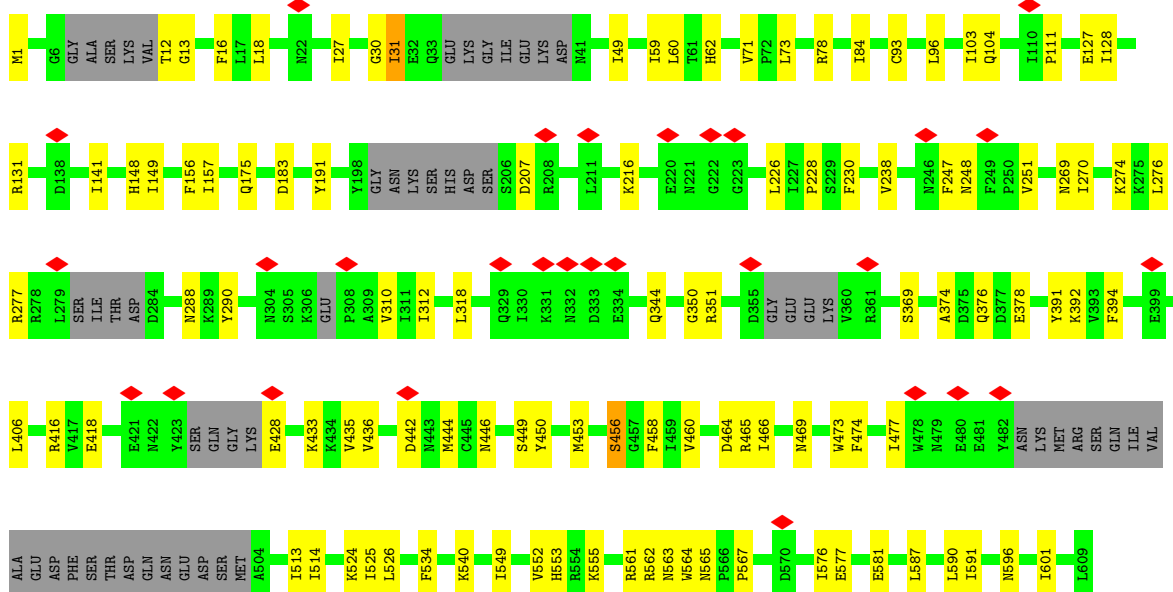 M1 G6 GLY ALA SER LYS VAL T12 G13 F16 L17 L18 N22 I27 G30 I31 E32 Q33 GLU LYS GLY ILE GLU LYS ASP N41 I49 I59 L60 T61 H62 V71 P72 L73 R78 I84 C93 L96 I103 Q104 I110 P111 E127 I128
R131 D138 I141 H148 I149 F156 I157 Q175 D183 Y191 Y198 GLY ASN LYS SER HIS ASP SER S206 D207 R208 L211 K216 E220 N221 G222 G223 L226 I227 P228 S229 F230 V238 N246 F247 N248 F249 P250 V251 N269 I270 K274 K275 L276
R277 R278 L279 SER ILE THR ASP D284 N288 K289 Y290 N304 S305 K306 GLU P308 A309 V310 I311 I312 L318 Q329 I330 K331 N332 D333 E334 Q344 G350 R351 D355 GLY GLU GLU LYS V360 R361 S369 A374 D375 Q376 D377 E378 Y391 K392 V393 F394 E399
L406 R416 V417 E418 E421 N422 Y423 SER GLN GLY LYS E428 K433 K434 V435 V436 D442 N443 M444 C445 N446 S449 Y450 M453 S456 G457 F458 I459 V460 D464 R465 I466 N469 W473 F474 I477 W478 N479 E480 E481 Y482 ASN LYS MET ARG SER GLN ILE VAL
ALA GLU ASP PHE SER THR ASP GLN ASN GLU ASP SER MET A504 I513 I514 K524 I525 L526 F534 K540 I549 V552 H553 R554 K555 R561 R562 N563 W564 N565 P566 P567 D570 I576 E577 E581 L587 L590 I591 N596 I601 L609